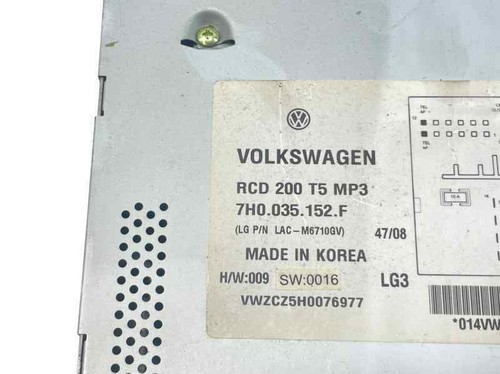 VOLKSWAGEN
RCD 200 T5 MP3
7H0.035.152.F
(LG P/N LAC-M6710GV) 47/08
MADE IN KOREA
H/W:009 SW:0016 LG3
VWZCZ5H0076977
*014VW